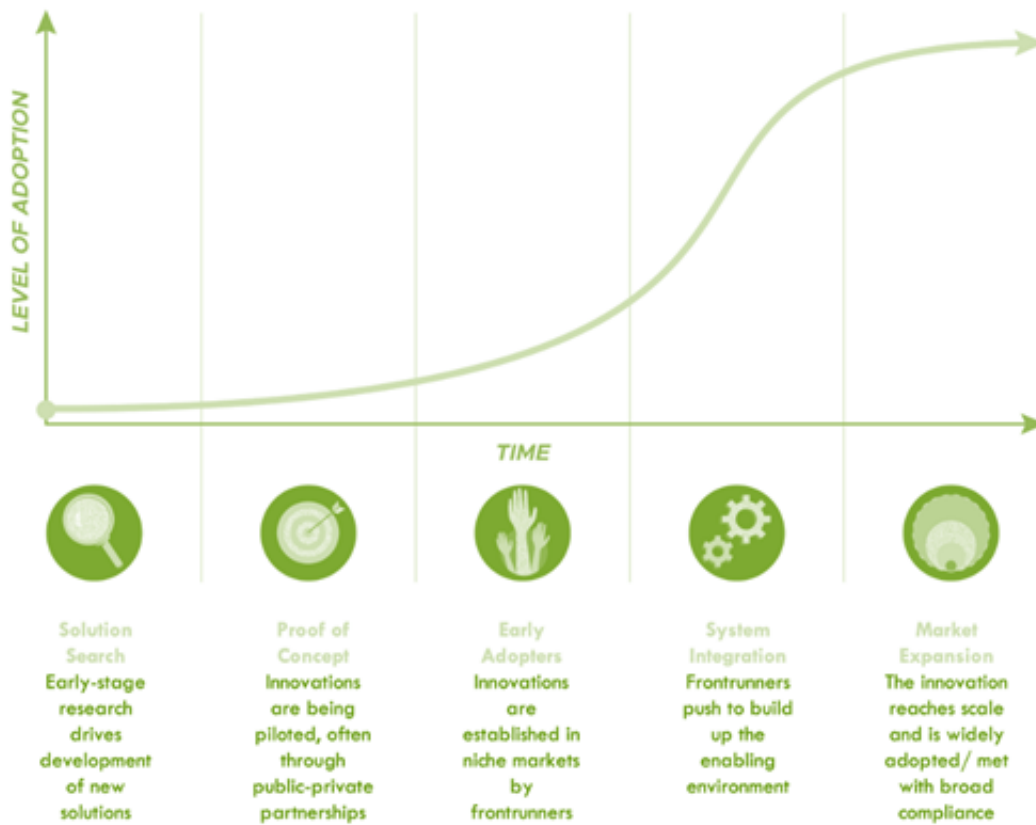 LEVEL OF ADOPTION
TIME
Solution
Search
Early-stage
research
drives
development
of new
solutions
Proof of
Concept
Innovations
are being
piloted, often
through
public-private
partnerships
Early
Adopters
Innovations
are
established in
niche markets
by
frontrunners
System
Integration
Frontrunners
push to build
up the
enabling
environment
Market
Expansion
The innovation
reaches scale
and is widely
adopted/ met
with broad
compliance